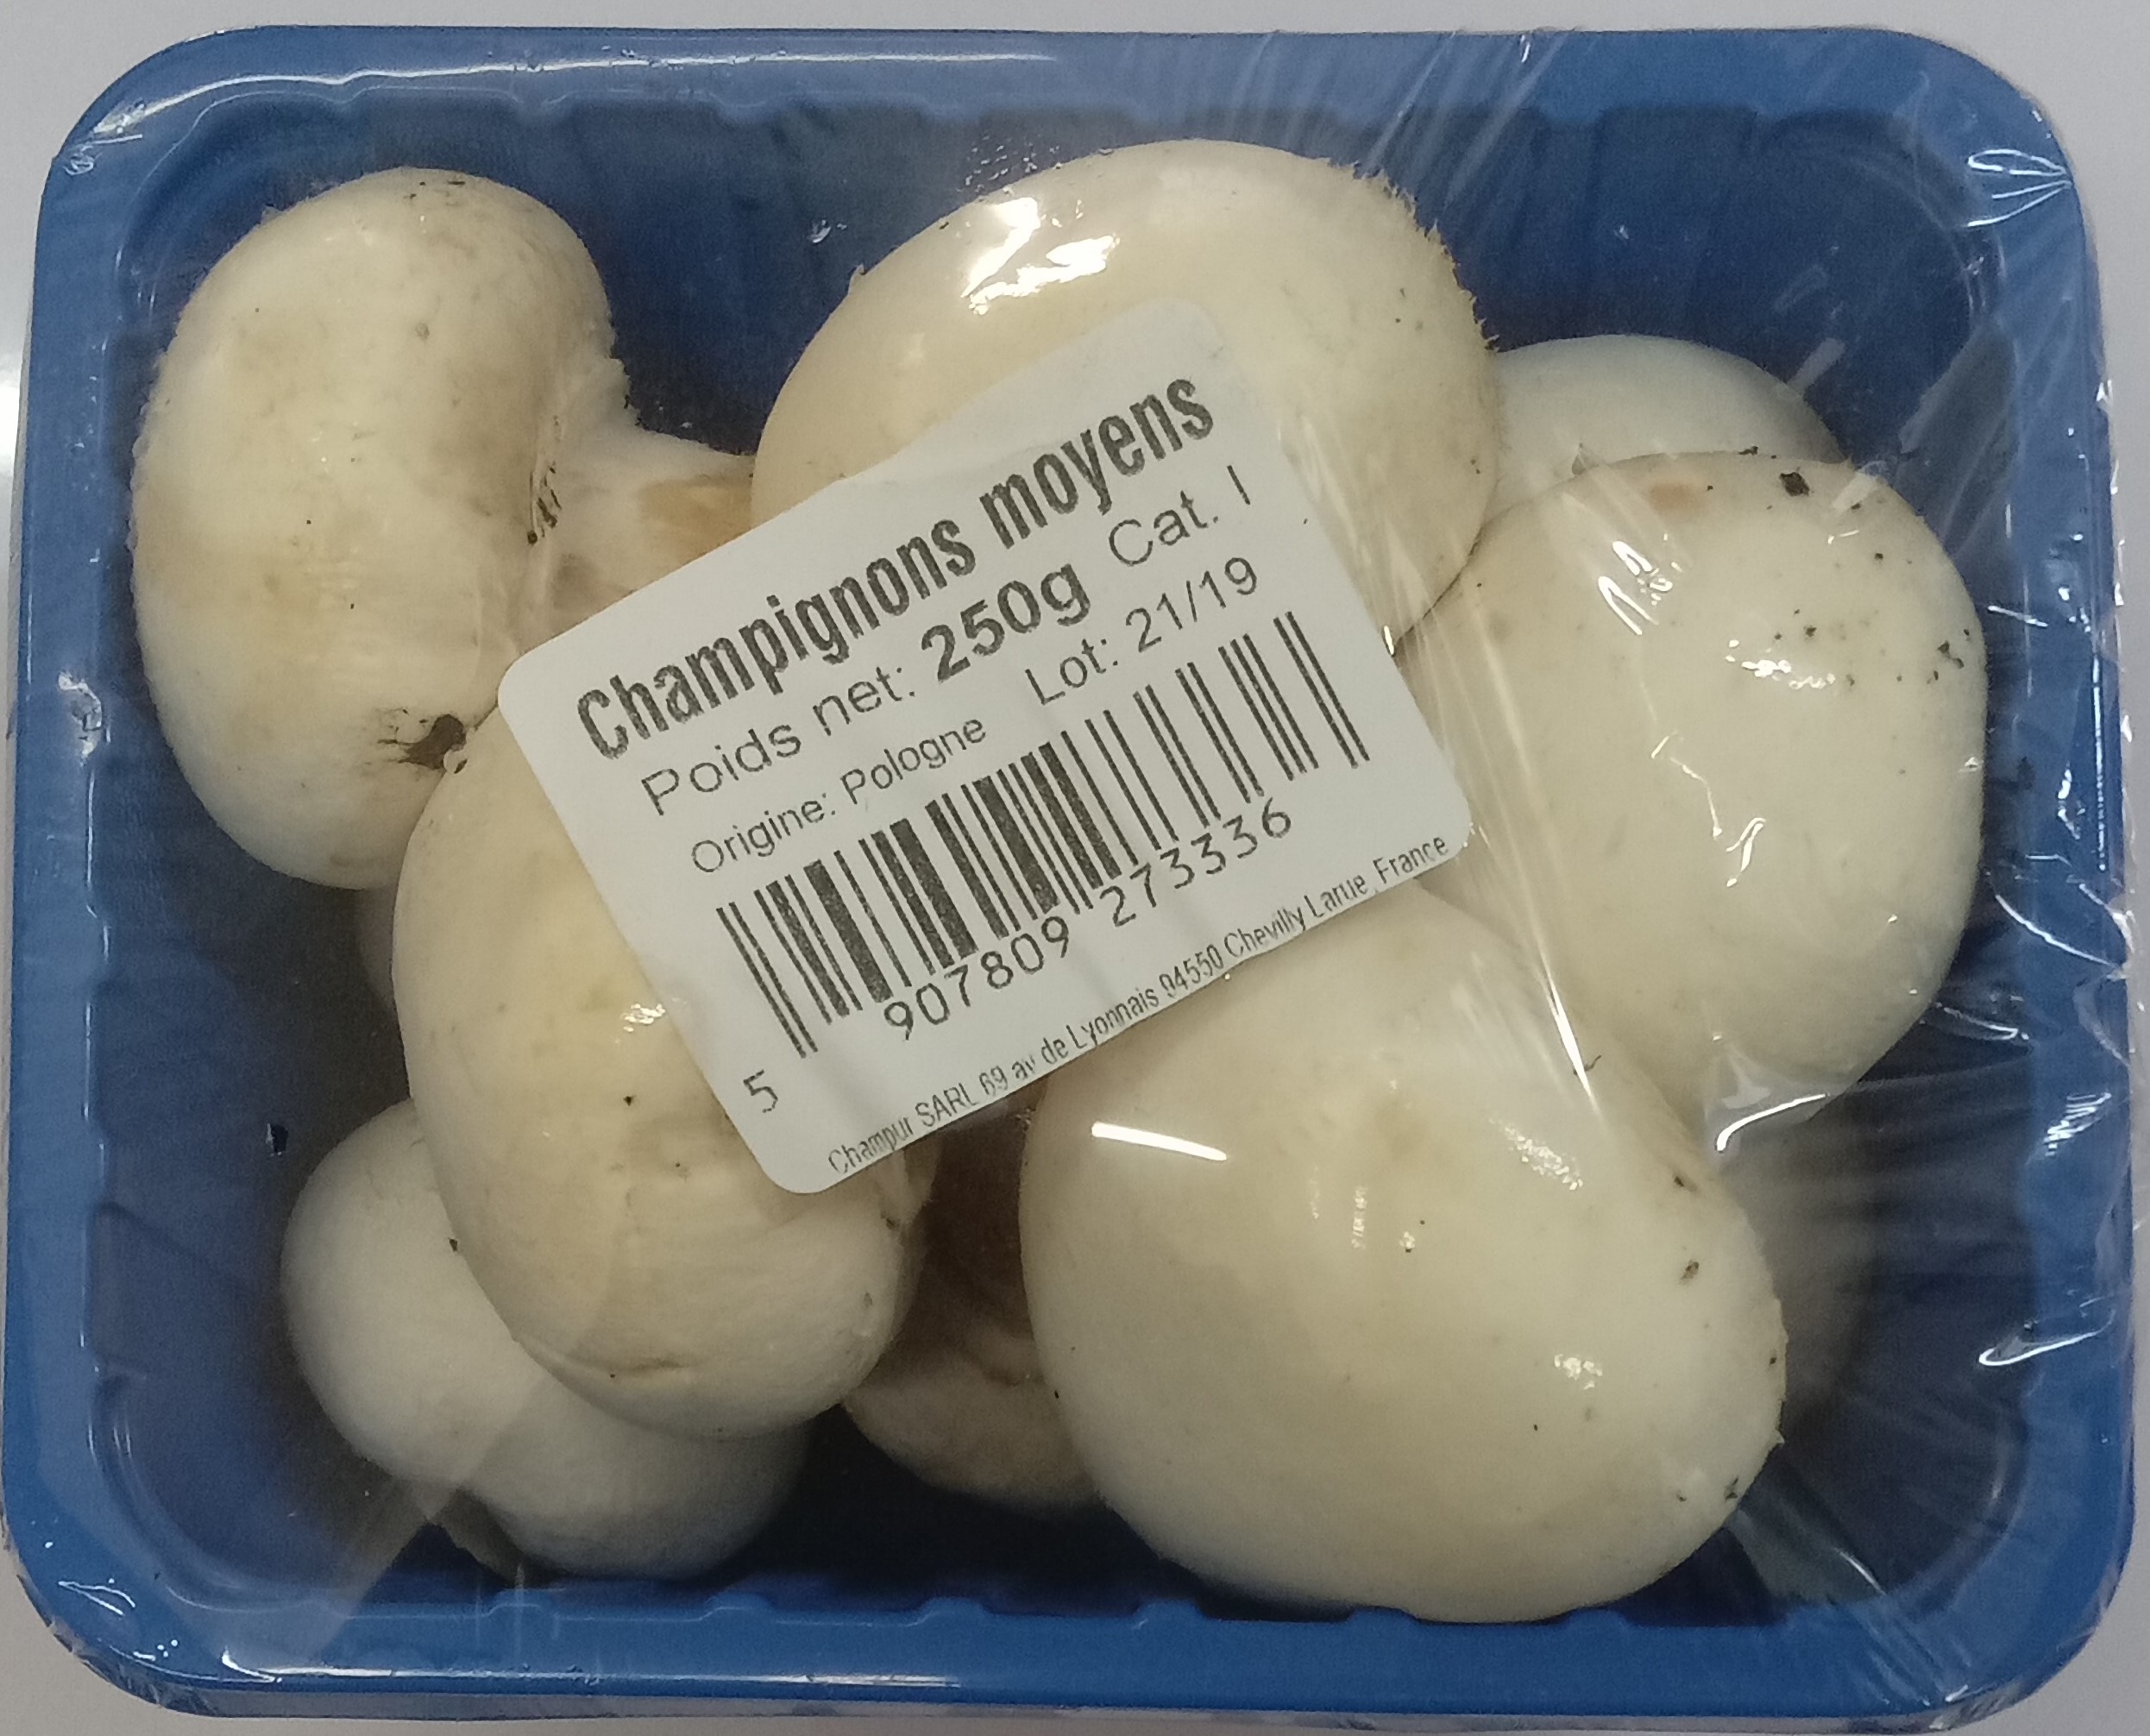 Champignons moyens
Poids net: 250g Cat. I
Origine: Pologne Lot: 21/19
5 907809 273336
Champur SARL 69 av de Lyonnais 94550 Chevilly Larue France